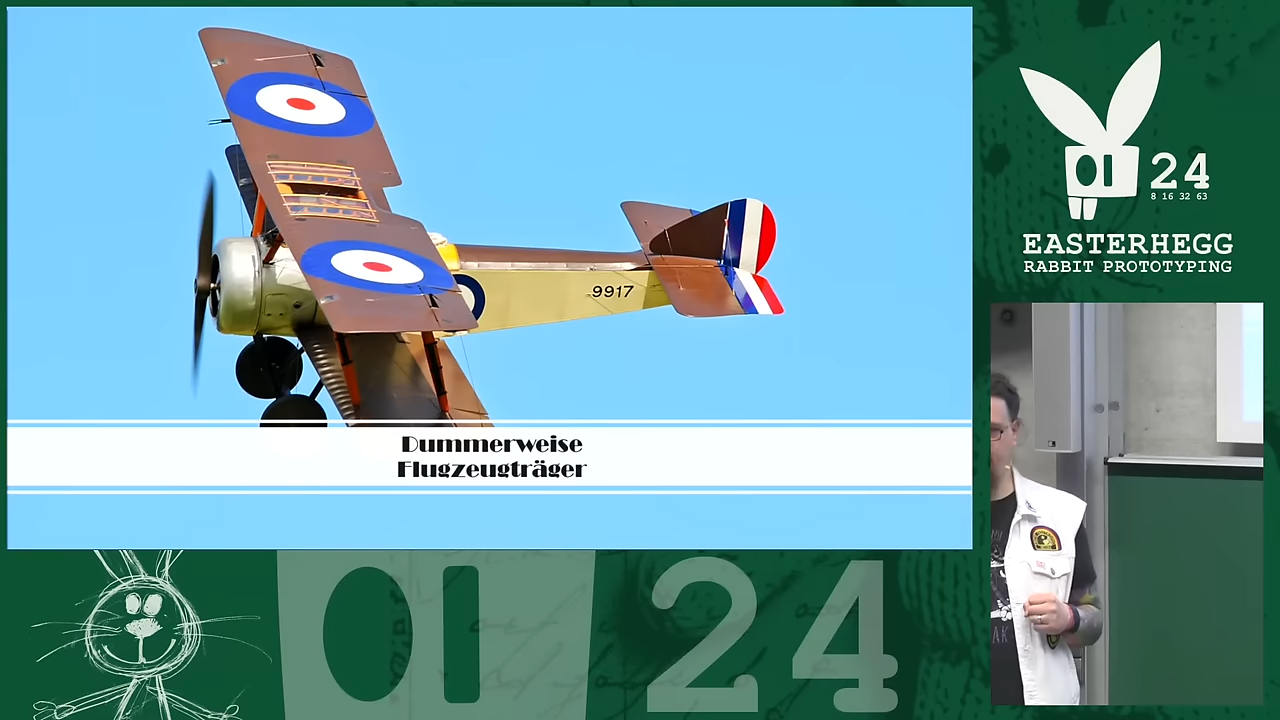 9917
Dummerweise
Flugzeugträger
24
8 16 32 63
EASTERHEGG
RABBIT PROTOTYPING
24